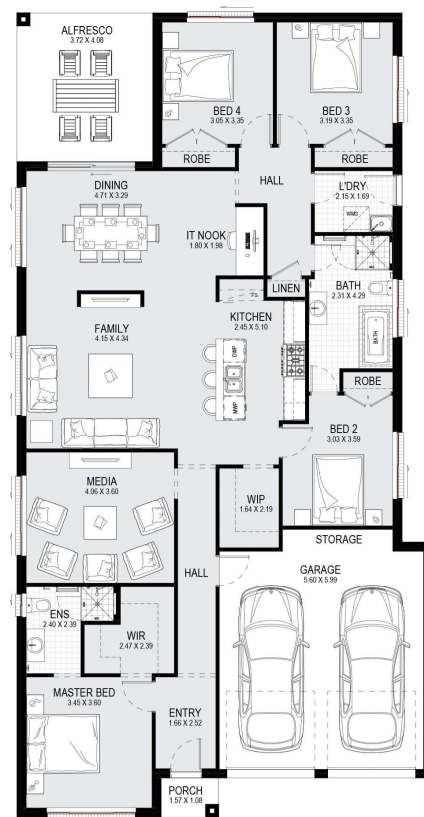 ALFRESCO
3.72 X 4.08
BED 4
3.05 X 3.35
BED 3
3.19 X 3.35
ROBE
ROBE
DINING
4.71 X 3.29
HALL
L'DRY
2.15 X 1.69
W/MS
IT NOOK
1.80 X 1.98
LINEN
BATH
2.31 X 4.29
BATH
FS
KITCHEN
2.45 X 5.10
FAMILY
4.15 X 4.34
DWP
MWP
ROBE
BED 2
3.03 X 3.59
MEDIA
4.06 X 3.60
WIP
1.64 X 2.19
STORAGE
HALL
GARAGE
5.60 X 5.99
ENS
2.40 X 2.39
WIR
2.47 X 2.39
MASTER BED
3.45 X 3.60
ENTRY
1.66 X 2.52
PORCH
1.57 X 1.08